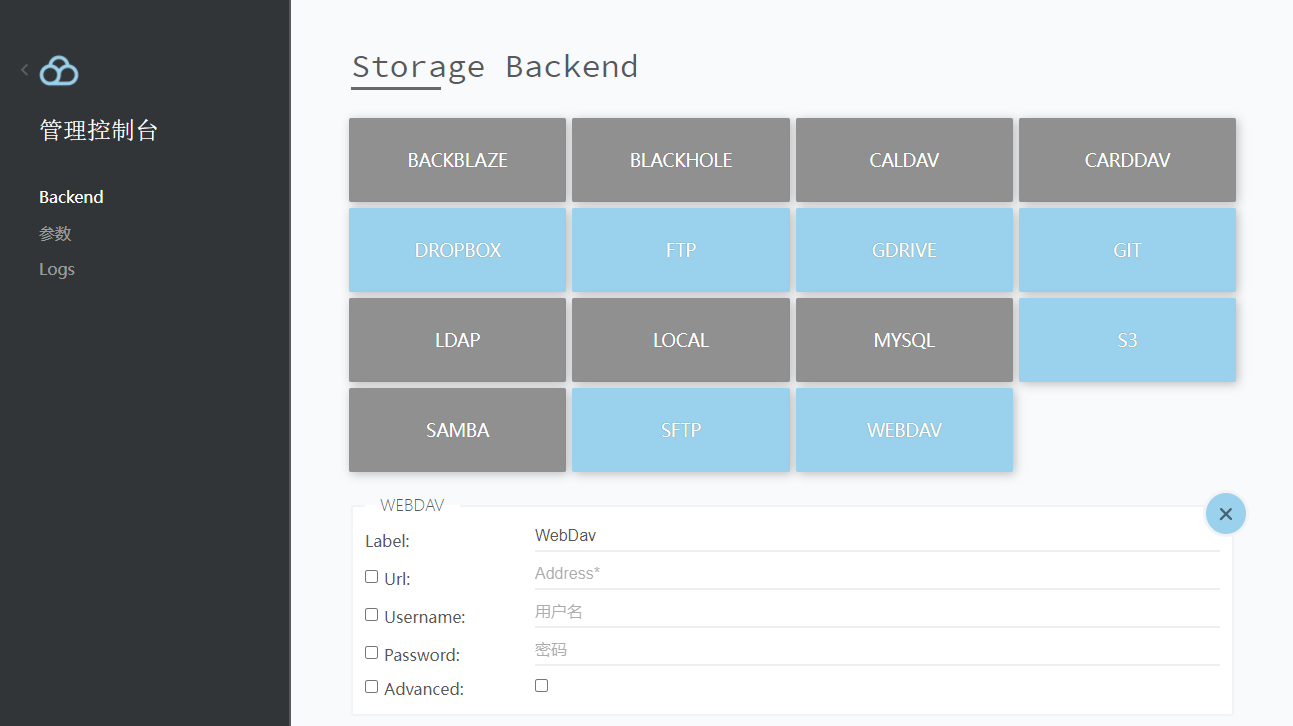 管理控制台
Backend
参数
Logs
Storage Backend
BACKBLAZE
BLACKHOLE
CALDAV
CARDDAV
DROPBOX
FTP
GDRIVE
GIT
LDAP
LOCAL
MYSQL
S3
SAMBA
SFTP
WEBDAV
WEBDAV
Label: WebDav
Url: Address*
Username: 用户名
Password: 密码
Advanced: